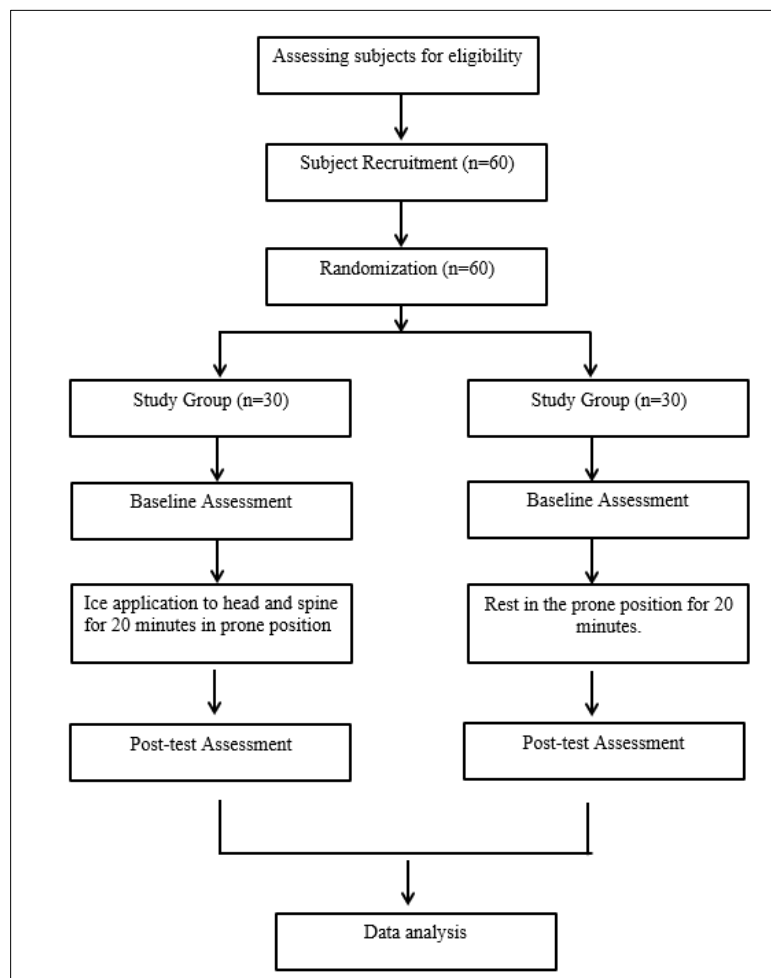 Assessing subjects for eligibility
Subject Recruitment (n=60)
Randomization (n=60)
Study Group (n=30)
Study Group (n=30)
Baseline Assessment
Baseline Assessment
Ice application to head and spine
for 20 minutes in prone position
Rest in the prone position for 20
minutes.
Post-test Assessment
Post-test Assessment
Data analysis